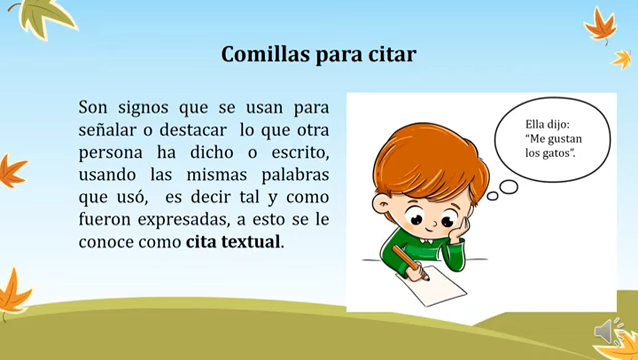 Comillas para citar
Son signos que se usan para
señalar o destacar lo que otra
persona ha dicho o escrito,
usando las mismas palabras
que usó, es decir tal y como
fueron expresadas, a esto se le
conoce como cita textual.
Ella dijo:
“Me gustan
los gatos”.